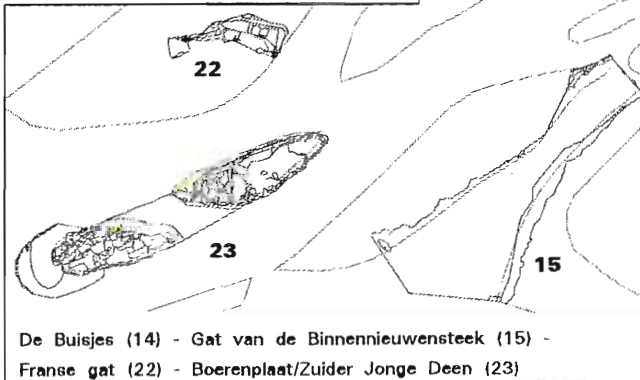 22
23
15
De Buisjes (14) - Gat van de Binnennieuwensteek (15) -
Franse gat (22) - Boerenplaat/Zuider Jonge Deen (23)